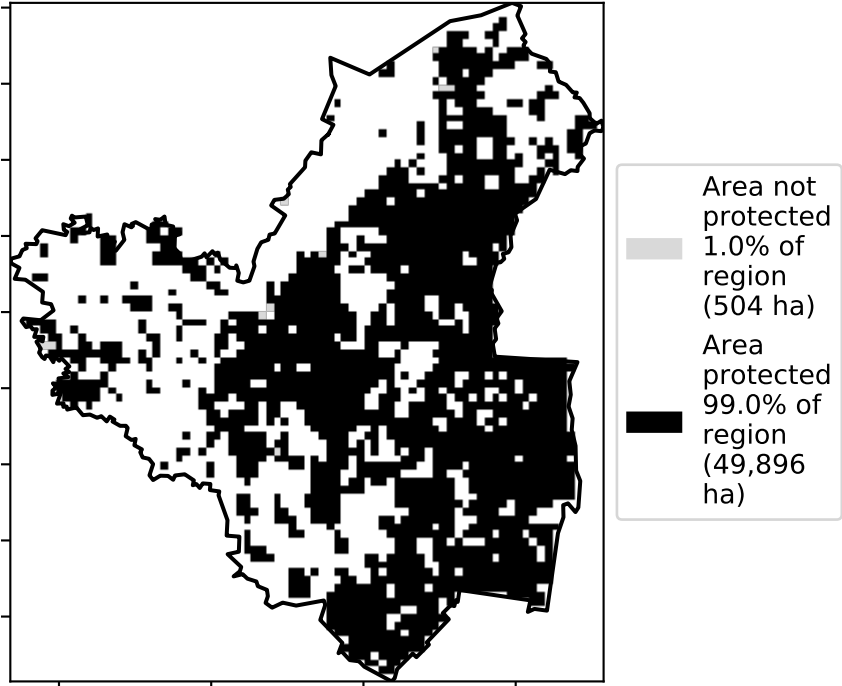 Area not
protected
1.0% of
region
(504 ha)
Area
protected
99.0% of
region
(49,896
ha)